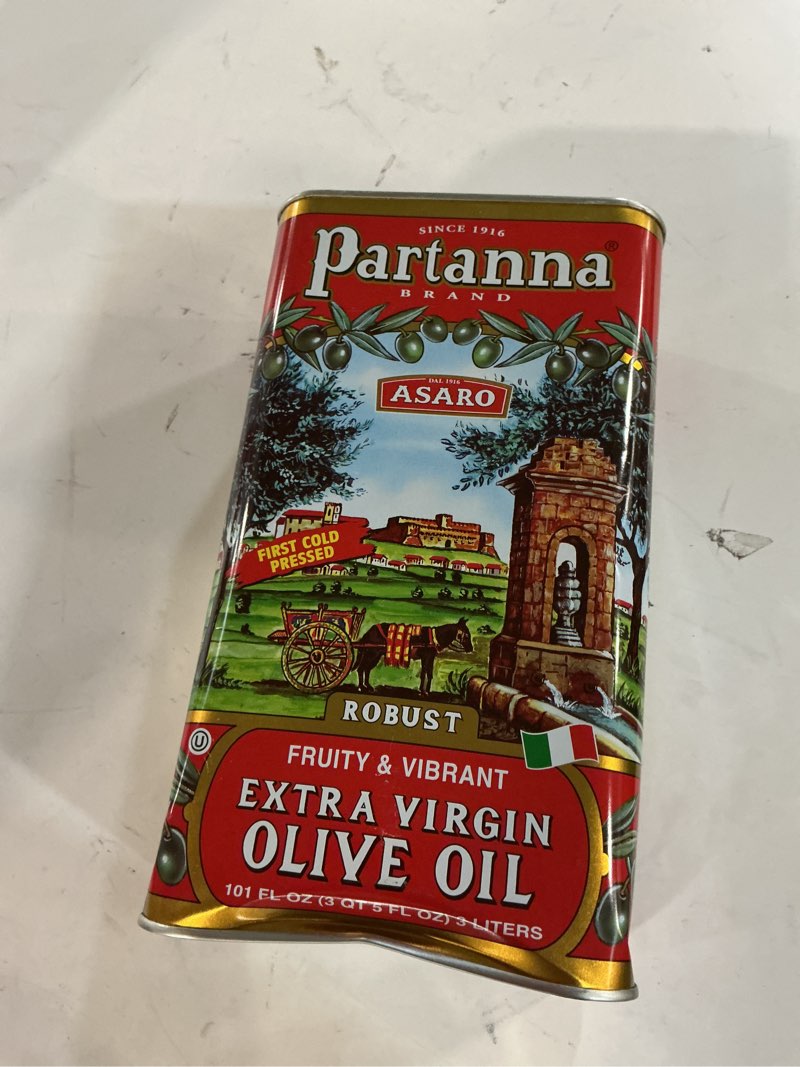 SINCE 1916
Partanna®
BRAND
DAL 1916
ASARO
FIRST COLD
PRESSED
ROBUST
U
FRUITY & VIBRANT
EXTRA VIRGIN
OLIVE OIL
101 FL OZ (3 QT 5 FL OZ) 3 LITERS